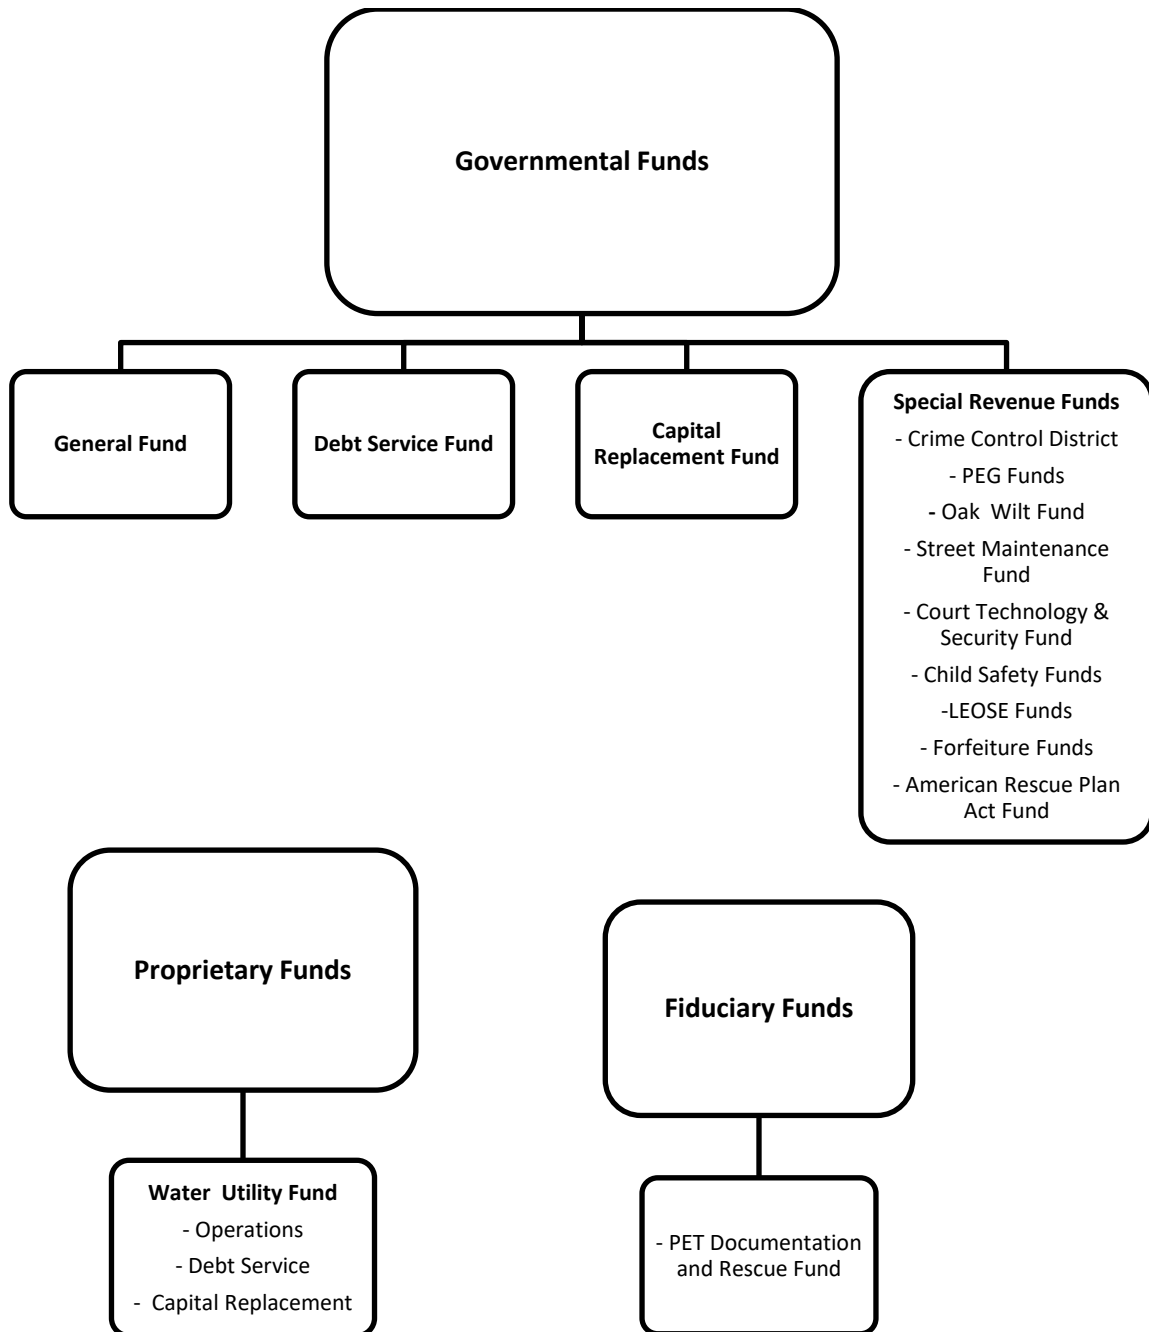 Governmental Funds
General Fund
Debt Service Fund
Capital
Replacement Fund
Special Revenue Funds
- Crime Control District
- PEG Funds
- Oak  Wilt Fund
- Street Maintenance
Fund
- Court Technology &
Security Fund
- Child Safety Funds
-LEOSE Funds
- Forfeiture Funds
- American Rescue Plan
Act Fund
Proprietary Funds
Water  Utility Fund
- Operations
- Debt Service
-  Capital Replacement
Fiduciary Funds
- PET Documentation
and Rescue Fund